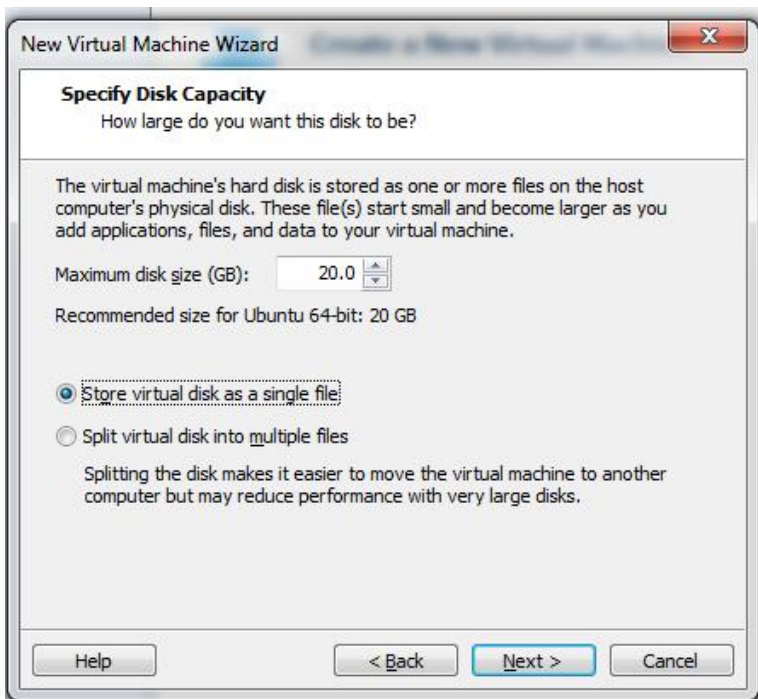 New Virtual Machine Wizard
Create a New Virtual Machin
X
Specify Disk Capacity
How large do you want this disk to be?
The virtual machine's hard disk is stored as one or more files on the host
computer's physical disk. These file(s) start small and become larger as you
add applications, files, and data to your virtual machine.
Maximum disk size (GB): 20.0
Recommended size for Ubuntu 64-bit: 20 GB
Store virtual disk as a single file
Split virtual disk into multiple files
Splitting the disk makes it easier to move the virtual machine to another
computer but may reduce performance with very large disks.
Help < Back Next > Cancel